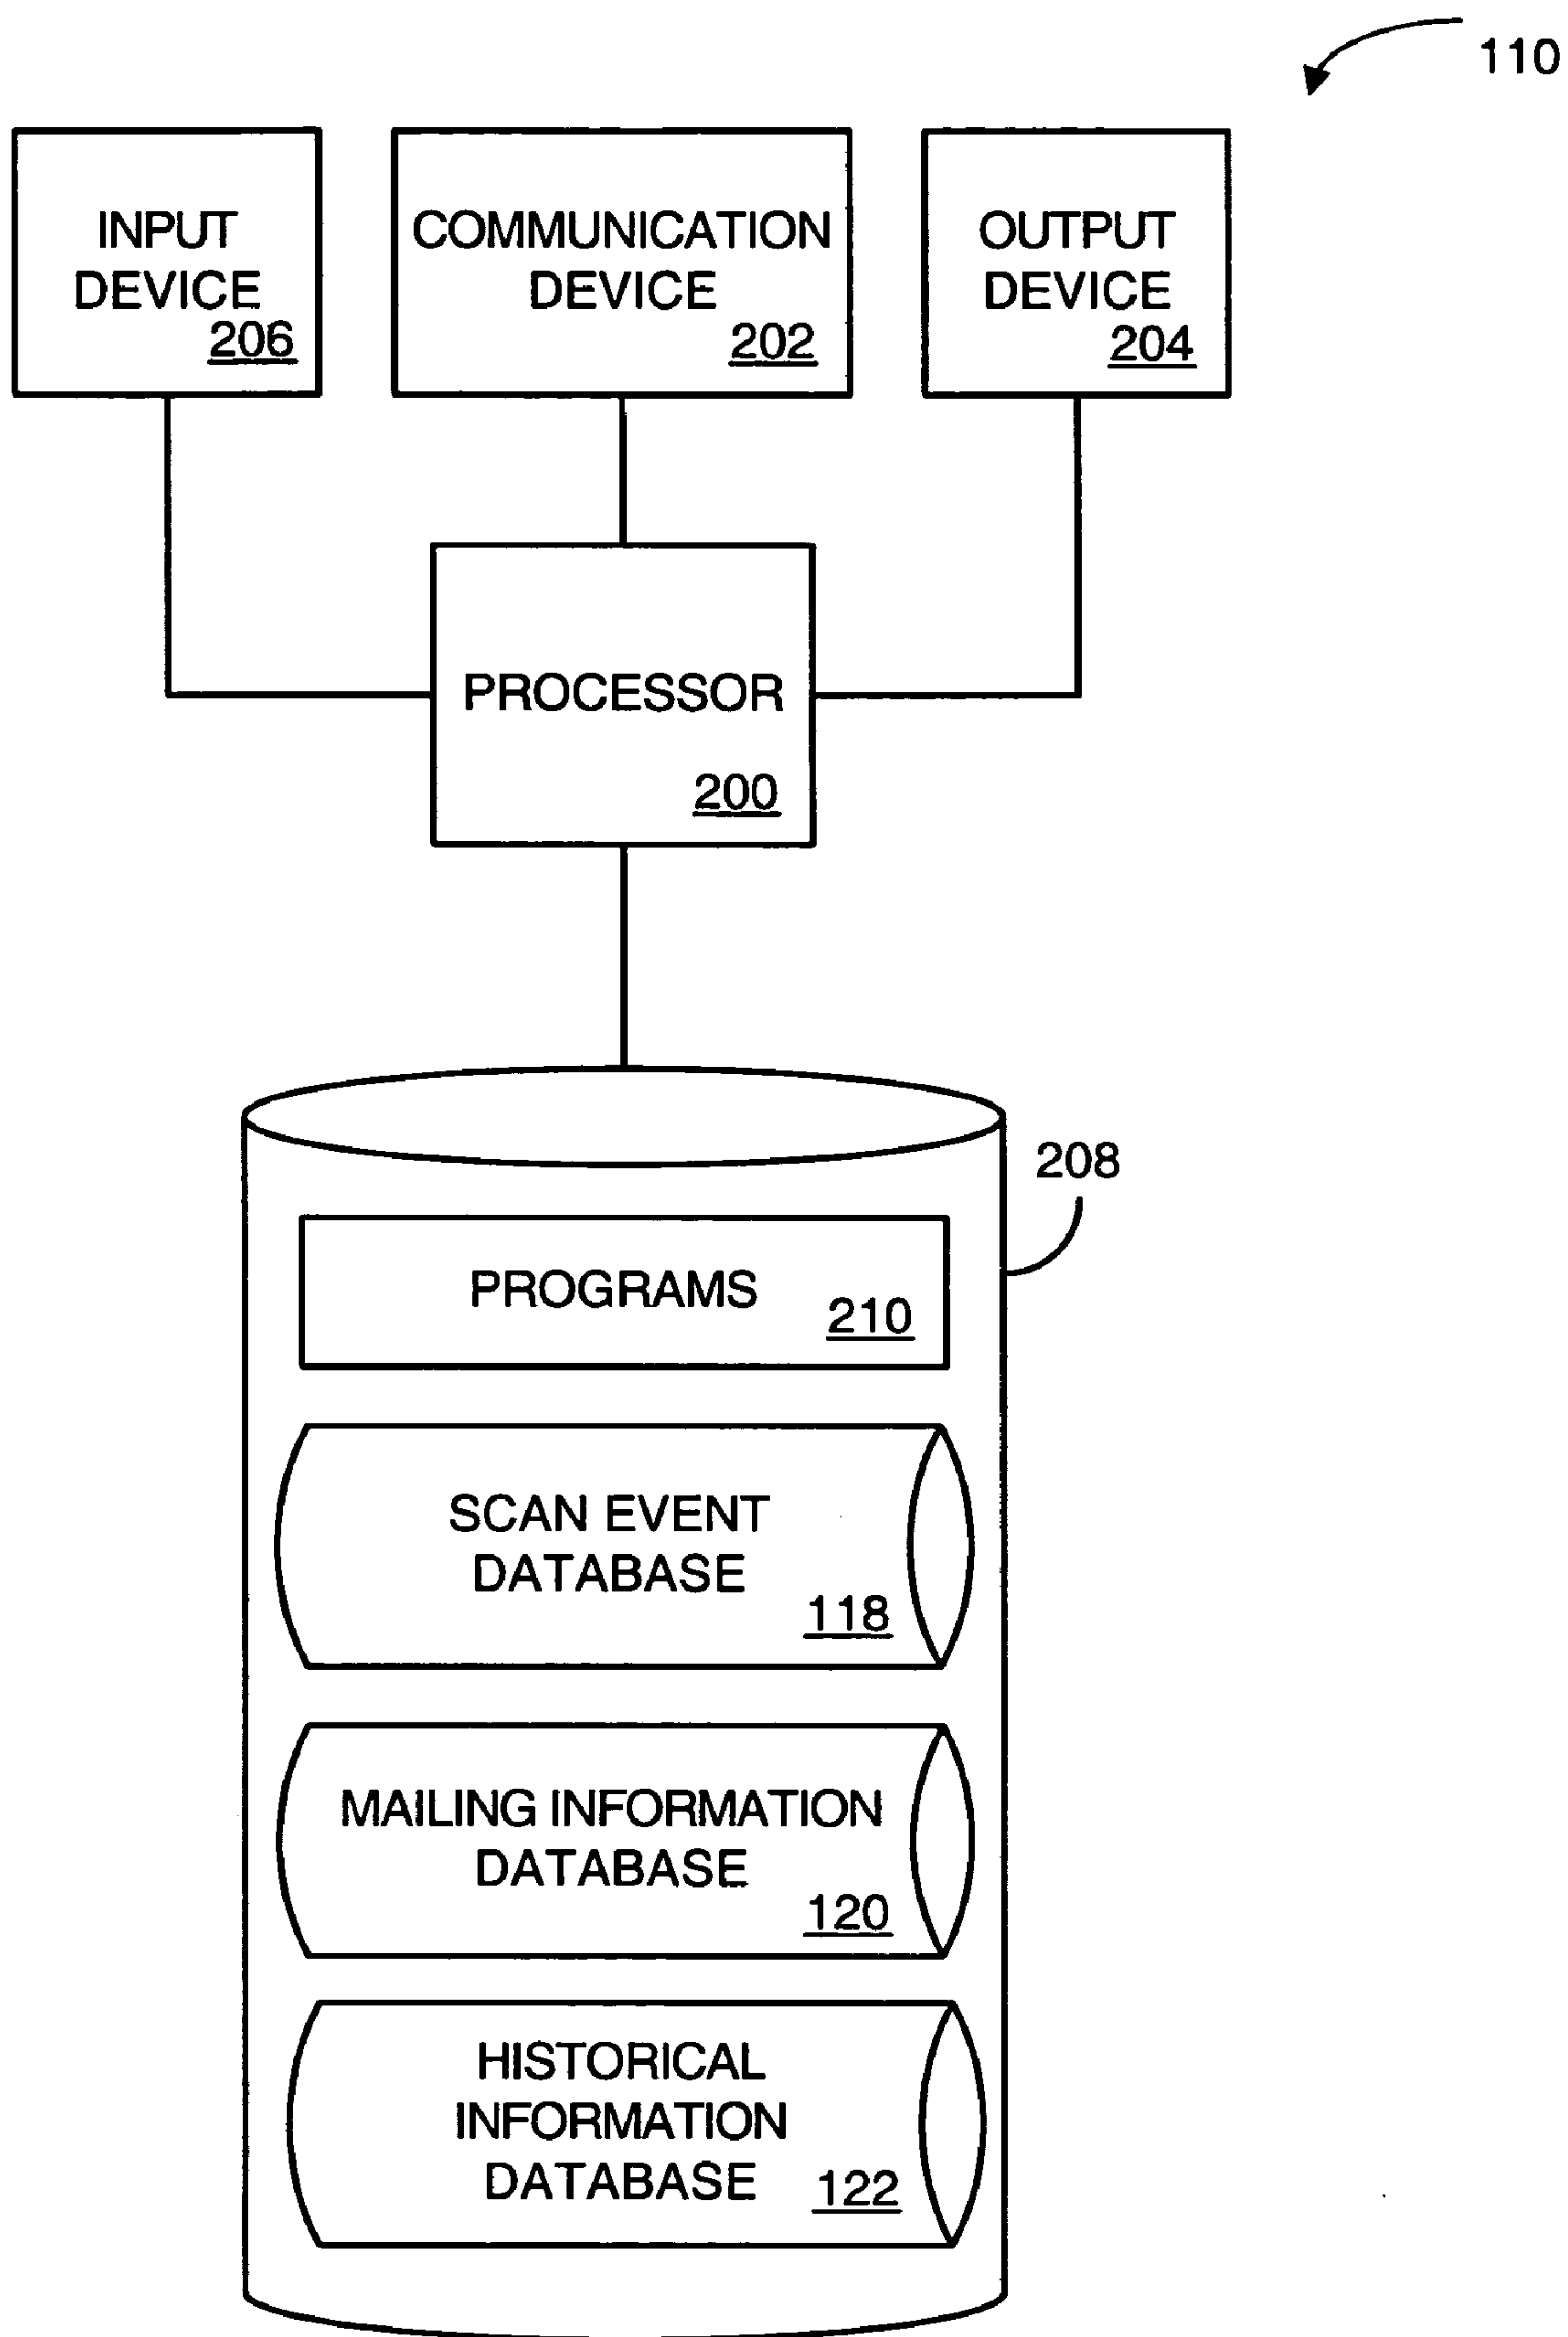 110
INPUT
DEVICE
206
COMMUNICATION
DEVICE
202
OUTPUT
DEVICE
204
PROCESSOR
200
208
PROGRAMS
210
SCAN EVENT
DATABASE
118
MAILING INFORMATION
DATABASE
120
HISTORICAL
INFORMATION
DATABASE
122